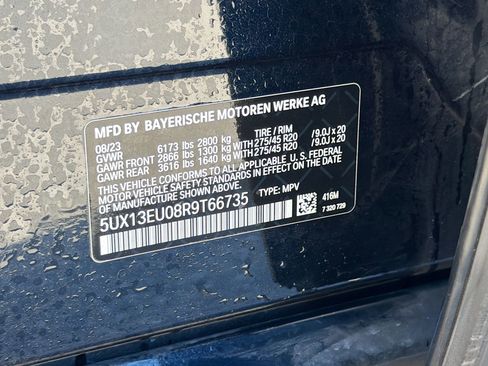 MFD BY BAYERISCHE MOTOREN WERKE AG
08/23 TIRE / RIM
GVWR 6173 lbs 2800 kg
GAWR FRONT 2866 lbs 1300 kg WITH 275/45 R20 / 9.0J x 20
GAWR REAR 3616 lbs 1640 kg WITH 275/45 R20 / 9.0J x 20
THIS VEHICLE CONFORMS TO ALL APPLICABLE U.S. FEDERAL
MOTOR VEHICLE SAFETY STANDARDS IN EFFECT ON THE DATE
OF MANUFACTURE SHOWN ABOVE.
5UX13EU08R9T66735 TYPE: MPV
416M
7 320 729